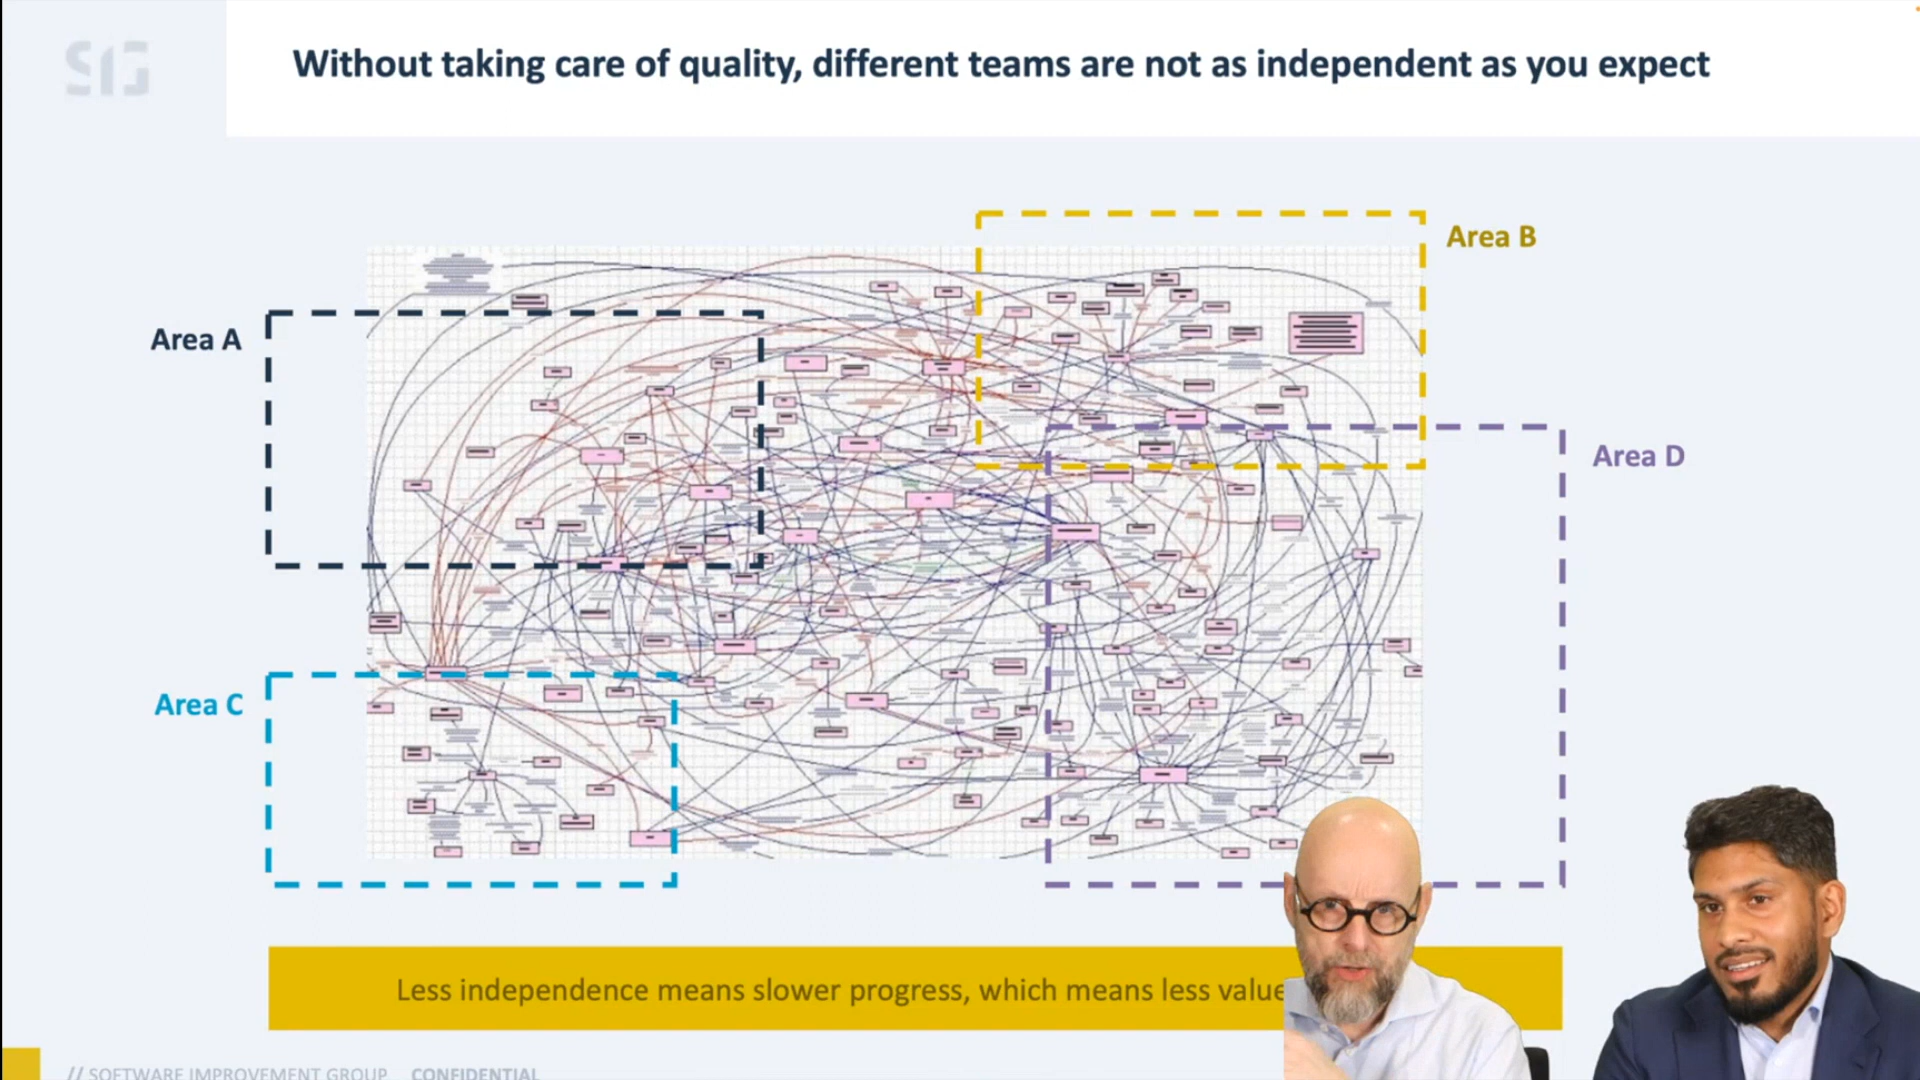 SIG
Without taking care of quality, different teams are not as independent as you expect
Area B
Area A
Area D
Area C
Less independence means slower progress, which means less value
// SOFTWARE IMPROVEMENT GROUP CONFIDENTIAL